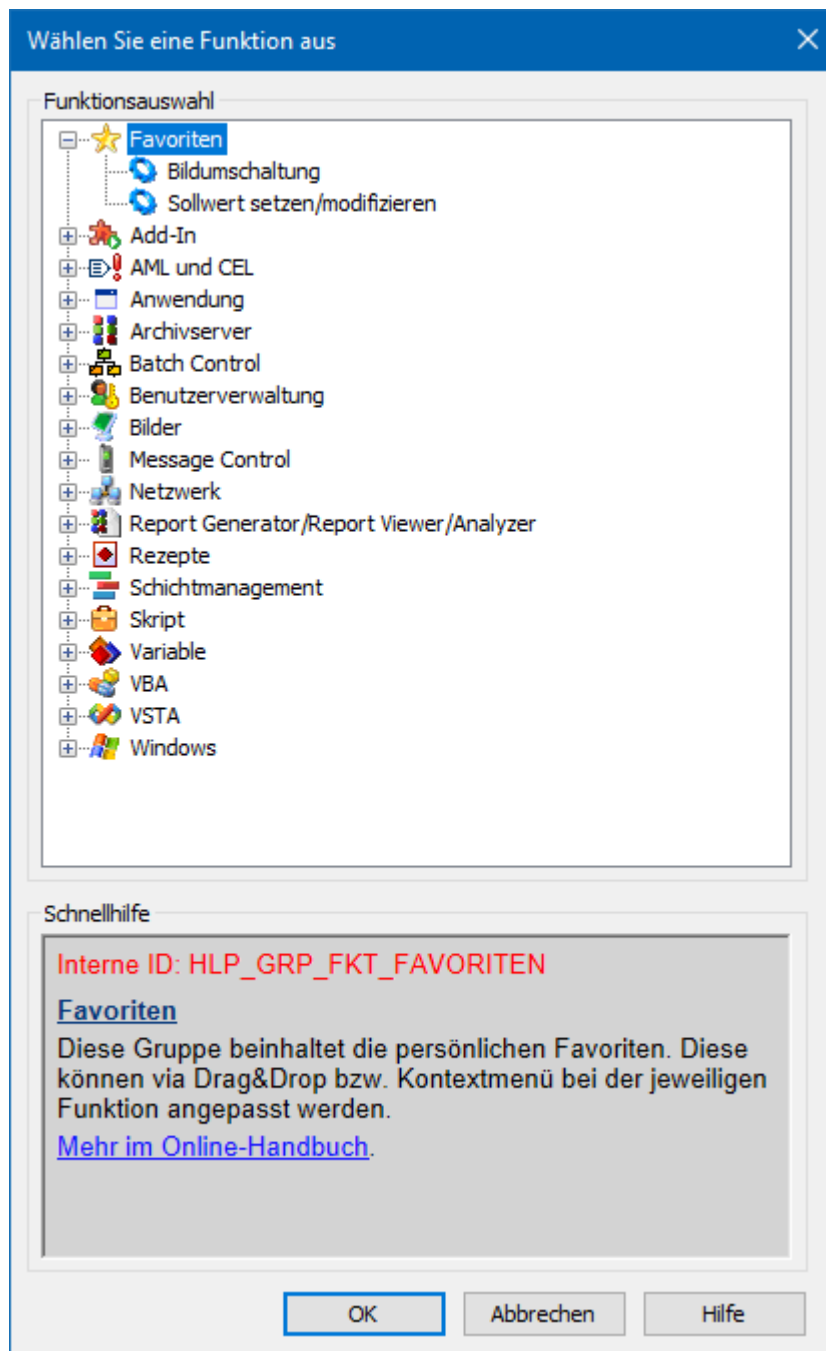 Wählen Sie eine Funktion aus
Funktionsauswahl
Favoriten
Bildumschaltung
Sollwert setzen/modifizieren
Add-In
AML und CEL
Anwendung
Archivserver
Batch Control
Benutzerverwaltung
Bilder
Message Control
Netzwerk
Report Generator/Report Viewer/Analyzer
Rezepte
Schichtmanagement
Skript
Variable
VBA
VSTA
Windows
Schnellhilfe
Interne ID: HLP_GRP_FKT_FAVORITEN
Favoriten
Diese Gruppe beinhaltet die persönlichen Favoriten. Diese
können via Drag&Drop bzw. Kontextmenü bei der jeweiligen
Funktion angepasst werden.
Mehr im Online-Handbuch.
OK Abbrechen Hilfe